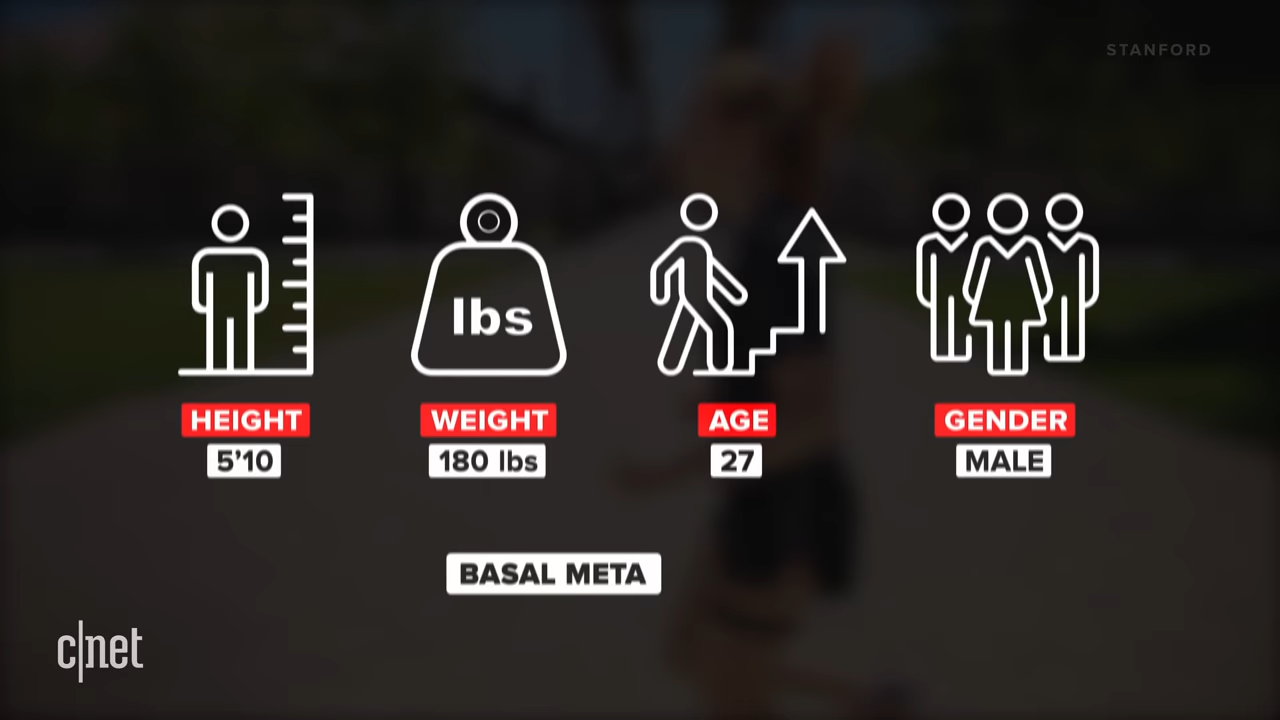 STANFORD
lbs
HEIGHT
5’10
WEIGHT
180 lbs
AGE
27
GENDER
MALE
BASAL META
c|net